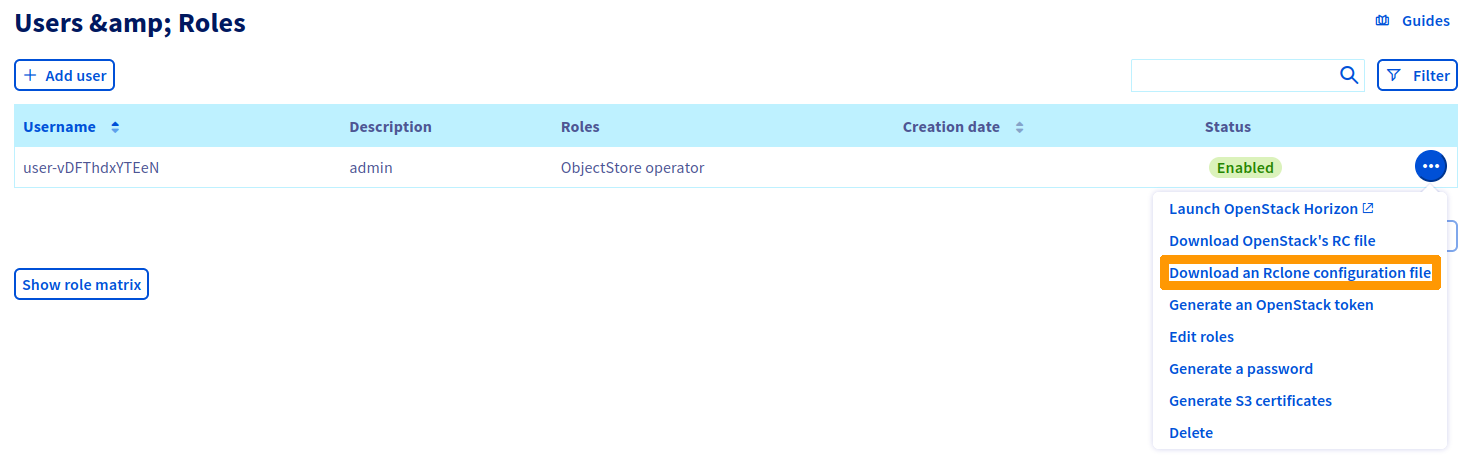 Users &amp; Roles
Guides
Add user
Filter
Username Description Roles Creation date Status
user-vDFThdxYTEeN admin ObjectStore operator Enabled
Launch OpenStack Horizon
Download OpenStack's RC file
Download an Rclone configuration file
Generate an OpenStack token
Edit roles
Generate a password
Generate S3 certificates
Delete
Show role matrix